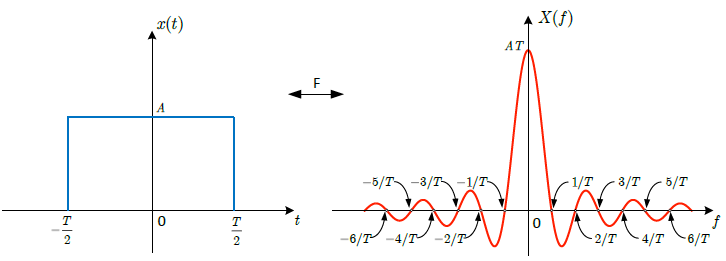 x(t)
X(f)
AT
F
A
−5/T −3/T −1/T 1/T 3/T 5/T
−T/2 0 T/2 t
0 f
−6/T −4/T −2/T 2/T 4/T 6/T